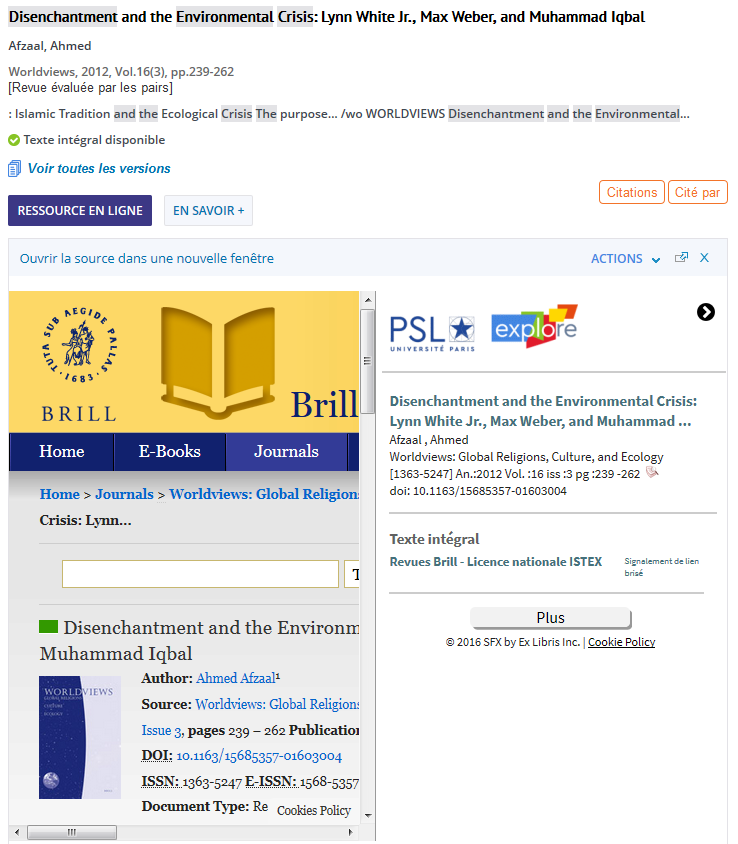 Disenchantment and the Environmental Crisis: Lynn White Jr., Max Weber, and Muhammad Iqbal
Afzaal, Ahmed
Worldviews, 2012, Vol.16(3), pp.239-262
[Revue évaluée par les pairs]
: Islamic Tradition and the Ecological Crisis The purpose... /wo WORLDVIEWS Disenchantment and the Environmental...
Texte intégral disponible
Voir toutes les versions
Citations
Cité par
RESSOURCE EN LIGNE
EN SAVOIR +
Ouvrir la source dans une nouvelle fenêtre
ACTIONS
X
TUTA SUB AEGIDE PALLAS
· 1683 ·
BRILL
Brill
Home
E-Books
Journals
Home > Journals > Worldviews: Global Religions
Crisis: Lynn...
T
Disenchantment and the Environm
Muhammad Iqbal
WORLDVIEWS
GLOBAL RELIGIONS
CULTURE
ECOLOGY
Author: Ahmed Afzaal¹
Source: Worldviews: Global Religions
Issue 3, pages 239 – 262 Publication
DOI: 10.1163/15685357-01603004
ISSN: 1363-5247 E-ISSN: 1568-5357
Document Type: Re
Cookies Policy
PSL
UNIVERSITÉ PARIS
explore
Disenchantment and the Environmental Crisis:
Lynn White Jr., Max Weber, and Muhammad ...
Afzaal , Ahmed
Worldviews: Global Religions, Culture, and Ecology
[1363-5247] An.:2012 Vol. :16 iss :3 pg :239 -262
doi: 10.1163/15685357-01603004
Texte intégral
Revues Brill - Licence nationale ISTEX
Signalement de lien
brisé
Plus
© 2016 SFX by Ex Libris Inc. | Cookie Policy